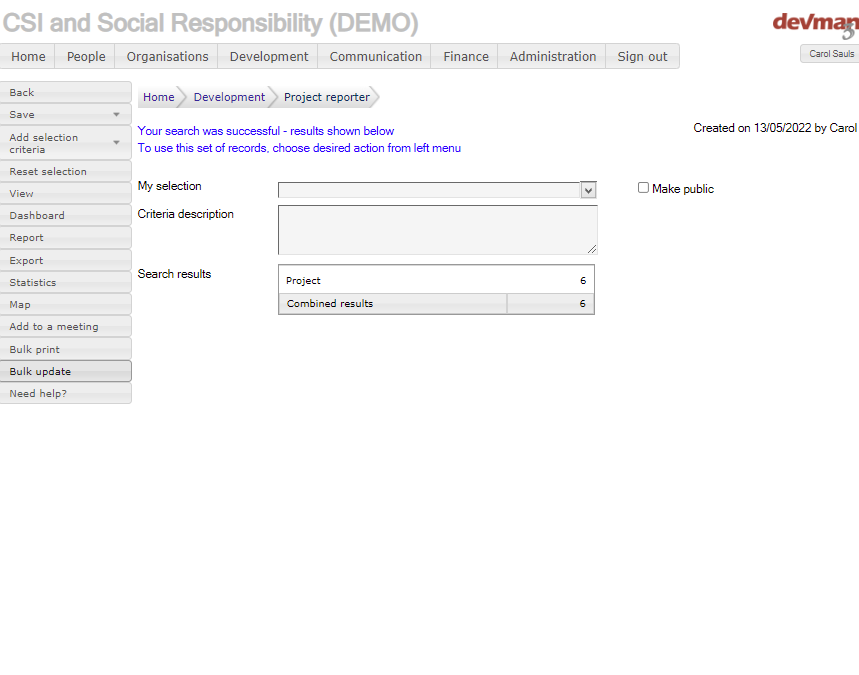 CSI and Social Responsibility (DEMO)
devman
3
Home People Organisations Development Communication Finance Administration Sign out
Carol Sauls
Back
Save
Add selection
criteria
Reset selection
View
Dashboard
Report
Export
Statistics
Map
Add to a meeting
Bulk print
Bulk update
Need help?
Home Development Project reporter
Your search was successful - results shown below
To use this set of records, choose desired action from left menu
Created on 13/05/2022 by Carol
My selection
Make public
Criteria description
Search results
Project 6
Combined results 6